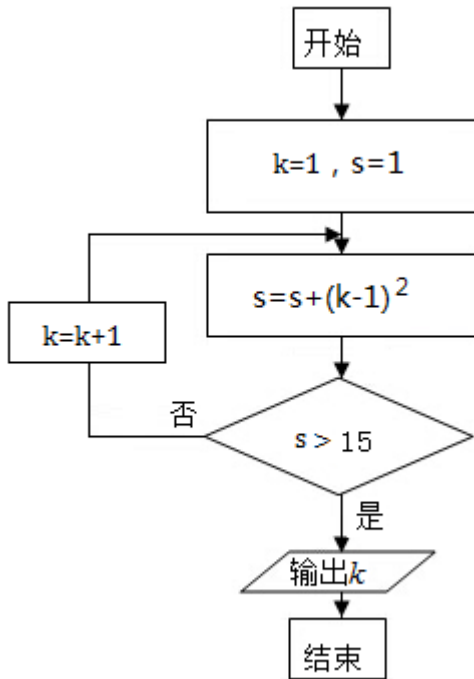 开始
k=1 , s=1
s=s+(k-1)²
k=k+1
否
s > 15
是
输出k
结束